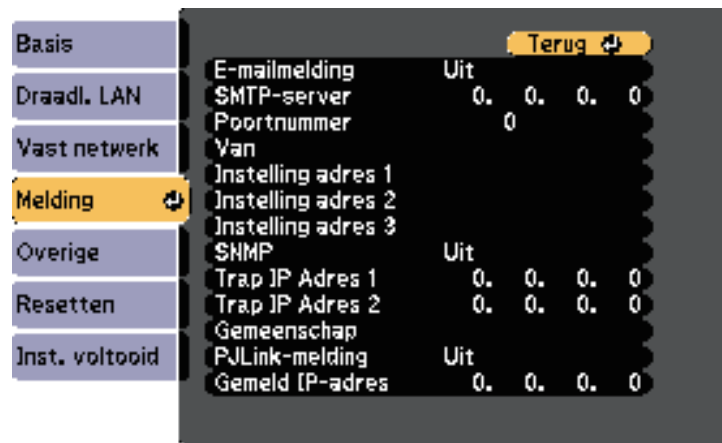 Basis
Draadl. LAN
Vast netwerk
Melding
Overige
Resetten
Inst. voltooid
Terug
E-mailmelding Uit
SMTP-server 0. 0. 0. 0
Poortnummer 0
Van
Instelling adres 1
Instelling adres 2
Instelling adres 3
SNMP Uit
Trap IP Adres 1 0. 0. 0. 0
Trap IP Adres 2 0. 0. 0. 0
Gemeenschap
PJLink-melding Uit
Gemeld IP-adres 0. 0. 0. 0